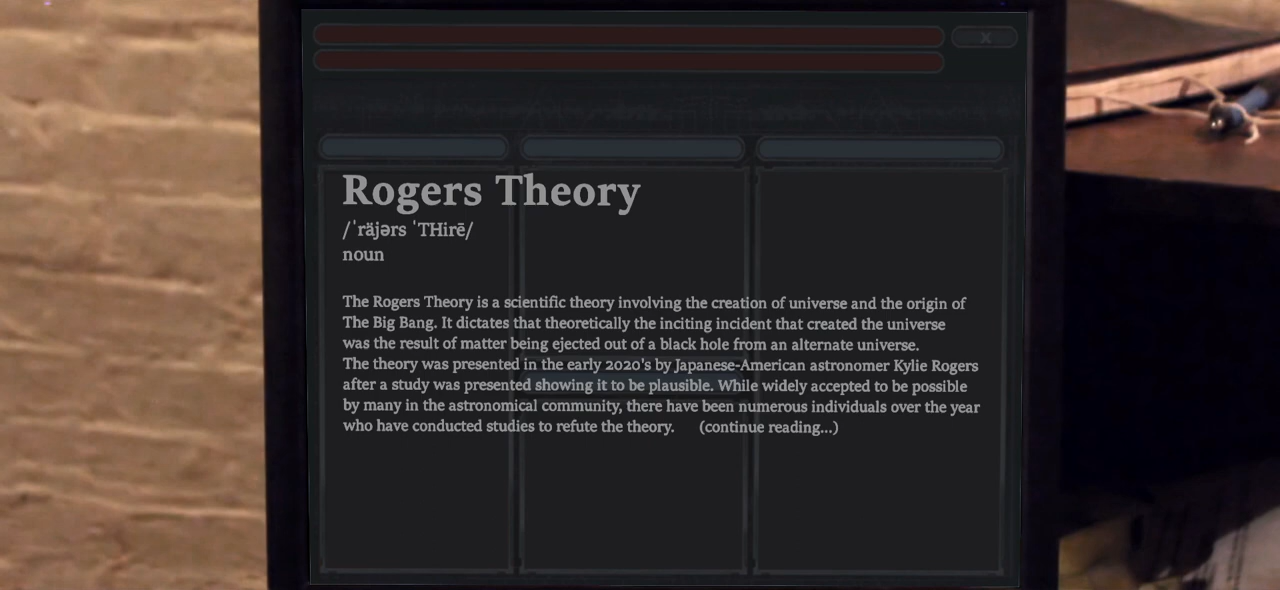 X
Rogers Theory
/ˈräjərs ˈTHirē/
noun
The Rogers Theory is a scientific theory involving the creation of universe and the origin of
The Big Bang. It dictates that theoretically the inciting incident that created the universe
was the result of matter being ejected out of a black hole from an alternate universe.
The theory was presented in the early 2020's by Japanese-American astronomer Kylie Rogers
after a study was presented showing it to be plausible. While widely accepted to be possible
by many in the astronomical community, there have been numerous individuals over the year
who have conducted studies to refute the theory. (continue reading...)